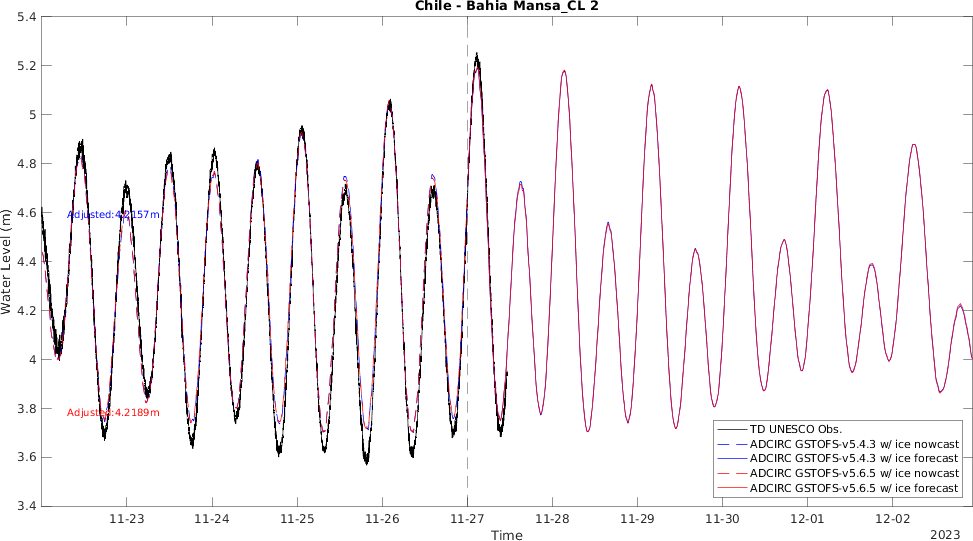 Chile - Bahia Mansa_CL 2
5.4
5.2
5
4.8
4.6
4.4
4.2
4
3.8
3.6
3.4
Water Level (m)
Adjusted:4.2157m
Adjusted:4.2189m
TD UNESCO Obs.
ADCIRC GSTOFS-v5.4.3 w/ ice nowcast
ADCIRC GSTOFS-v5.4.3 w/ ice forecast
ADCIRC GSTOFS-v5.6.5 w/ ice nowcast
ADCIRC GSTOFS-v5.6.5 w/ ice forecast
11-23 11-24 11-25 11-26 11-27 11-28 11-29 11-30 12-01 12-02
Time
2023